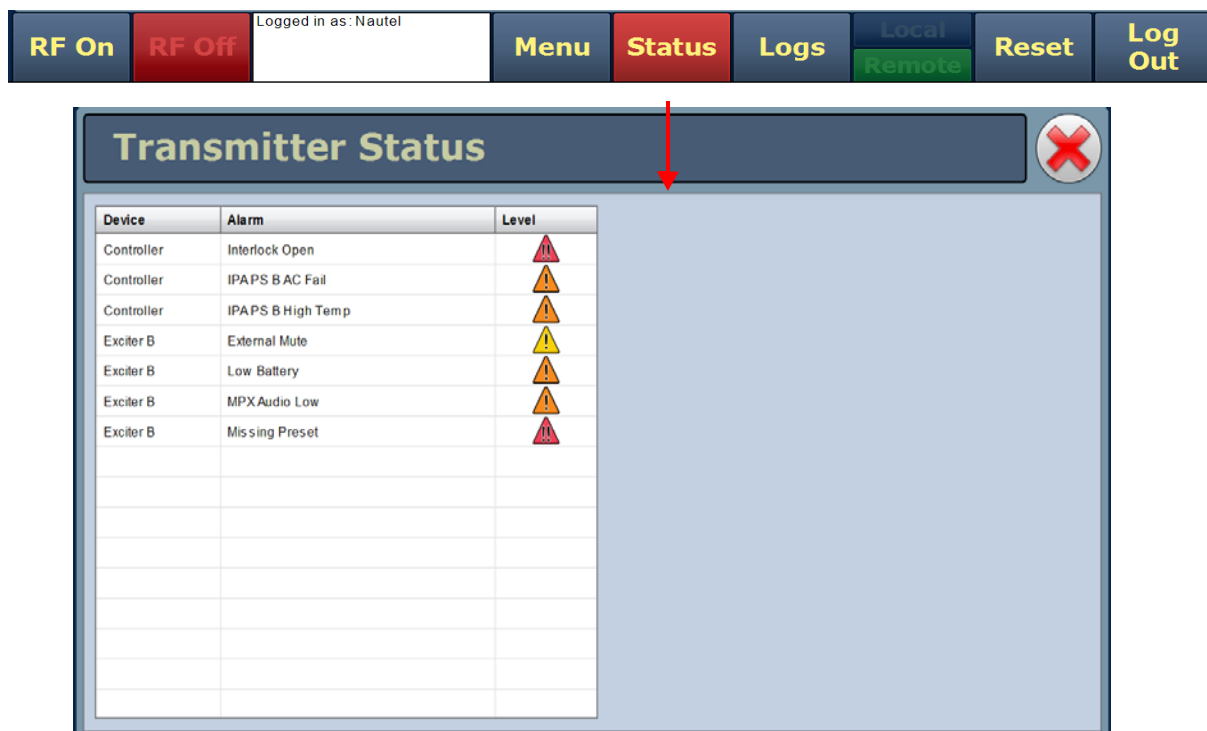 Logged in as: Nautel
RF On RF Off Menu Status Logs Local Remote Reset Log Out
Transmitter Status
Device Alarm Level
Controller Interlock Open
Controller IPA PS B AC Fail
Controller IPA PS B High Temp
Exciter B External Mute
Exciter B Low Battery
Exciter B MPX Audio Low
Exciter B Missing Preset